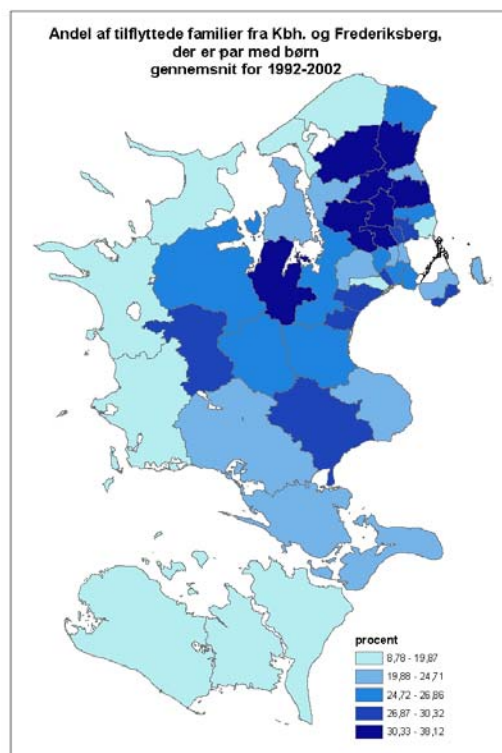 Andel af tilflyttede familier fra Kbh. og Frederiksberg,
der er par med børn
gennemsnit for 1992-2002
procent
8,78 - 19,87
19,88 - 24,71
24,72 - 26,86
26,87 - 30,32
30,33 - 38,12